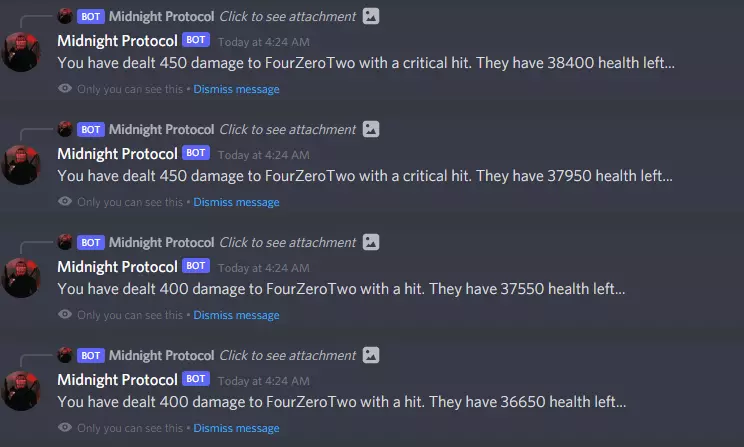 BOT Midnight Protocol Click to see attachment
Midnight Protocol BOT Today at 4:24 AM
You have dealt 450 damage to FourZeroTwo with a critical hit. They have 38400 health left...
Only you can see this • Dismiss message
BOT Midnight Protocol Click to see attachment
Midnight Protocol BOT Today at 4:24 AM
You have dealt 450 damage to FourZeroTwo with a critical hit. They have 37950 health left...
Only you can see this • Dismiss message
BOT Midnight Protocol Click to see attachment
Midnight Protocol BOT Today at 4:24 AM
You have dealt 400 damage to FourZeroTwo with a hit. They have 37550 health left...
Only you can see this • Dismiss message
BOT Midnight Protocol Click to see attachment
Midnight Protocol BOT Today at 4:24 AM
You have dealt 400 damage to FourZeroTwo with a hit. They have 36650 health left...
Only you can see this • Dismiss message